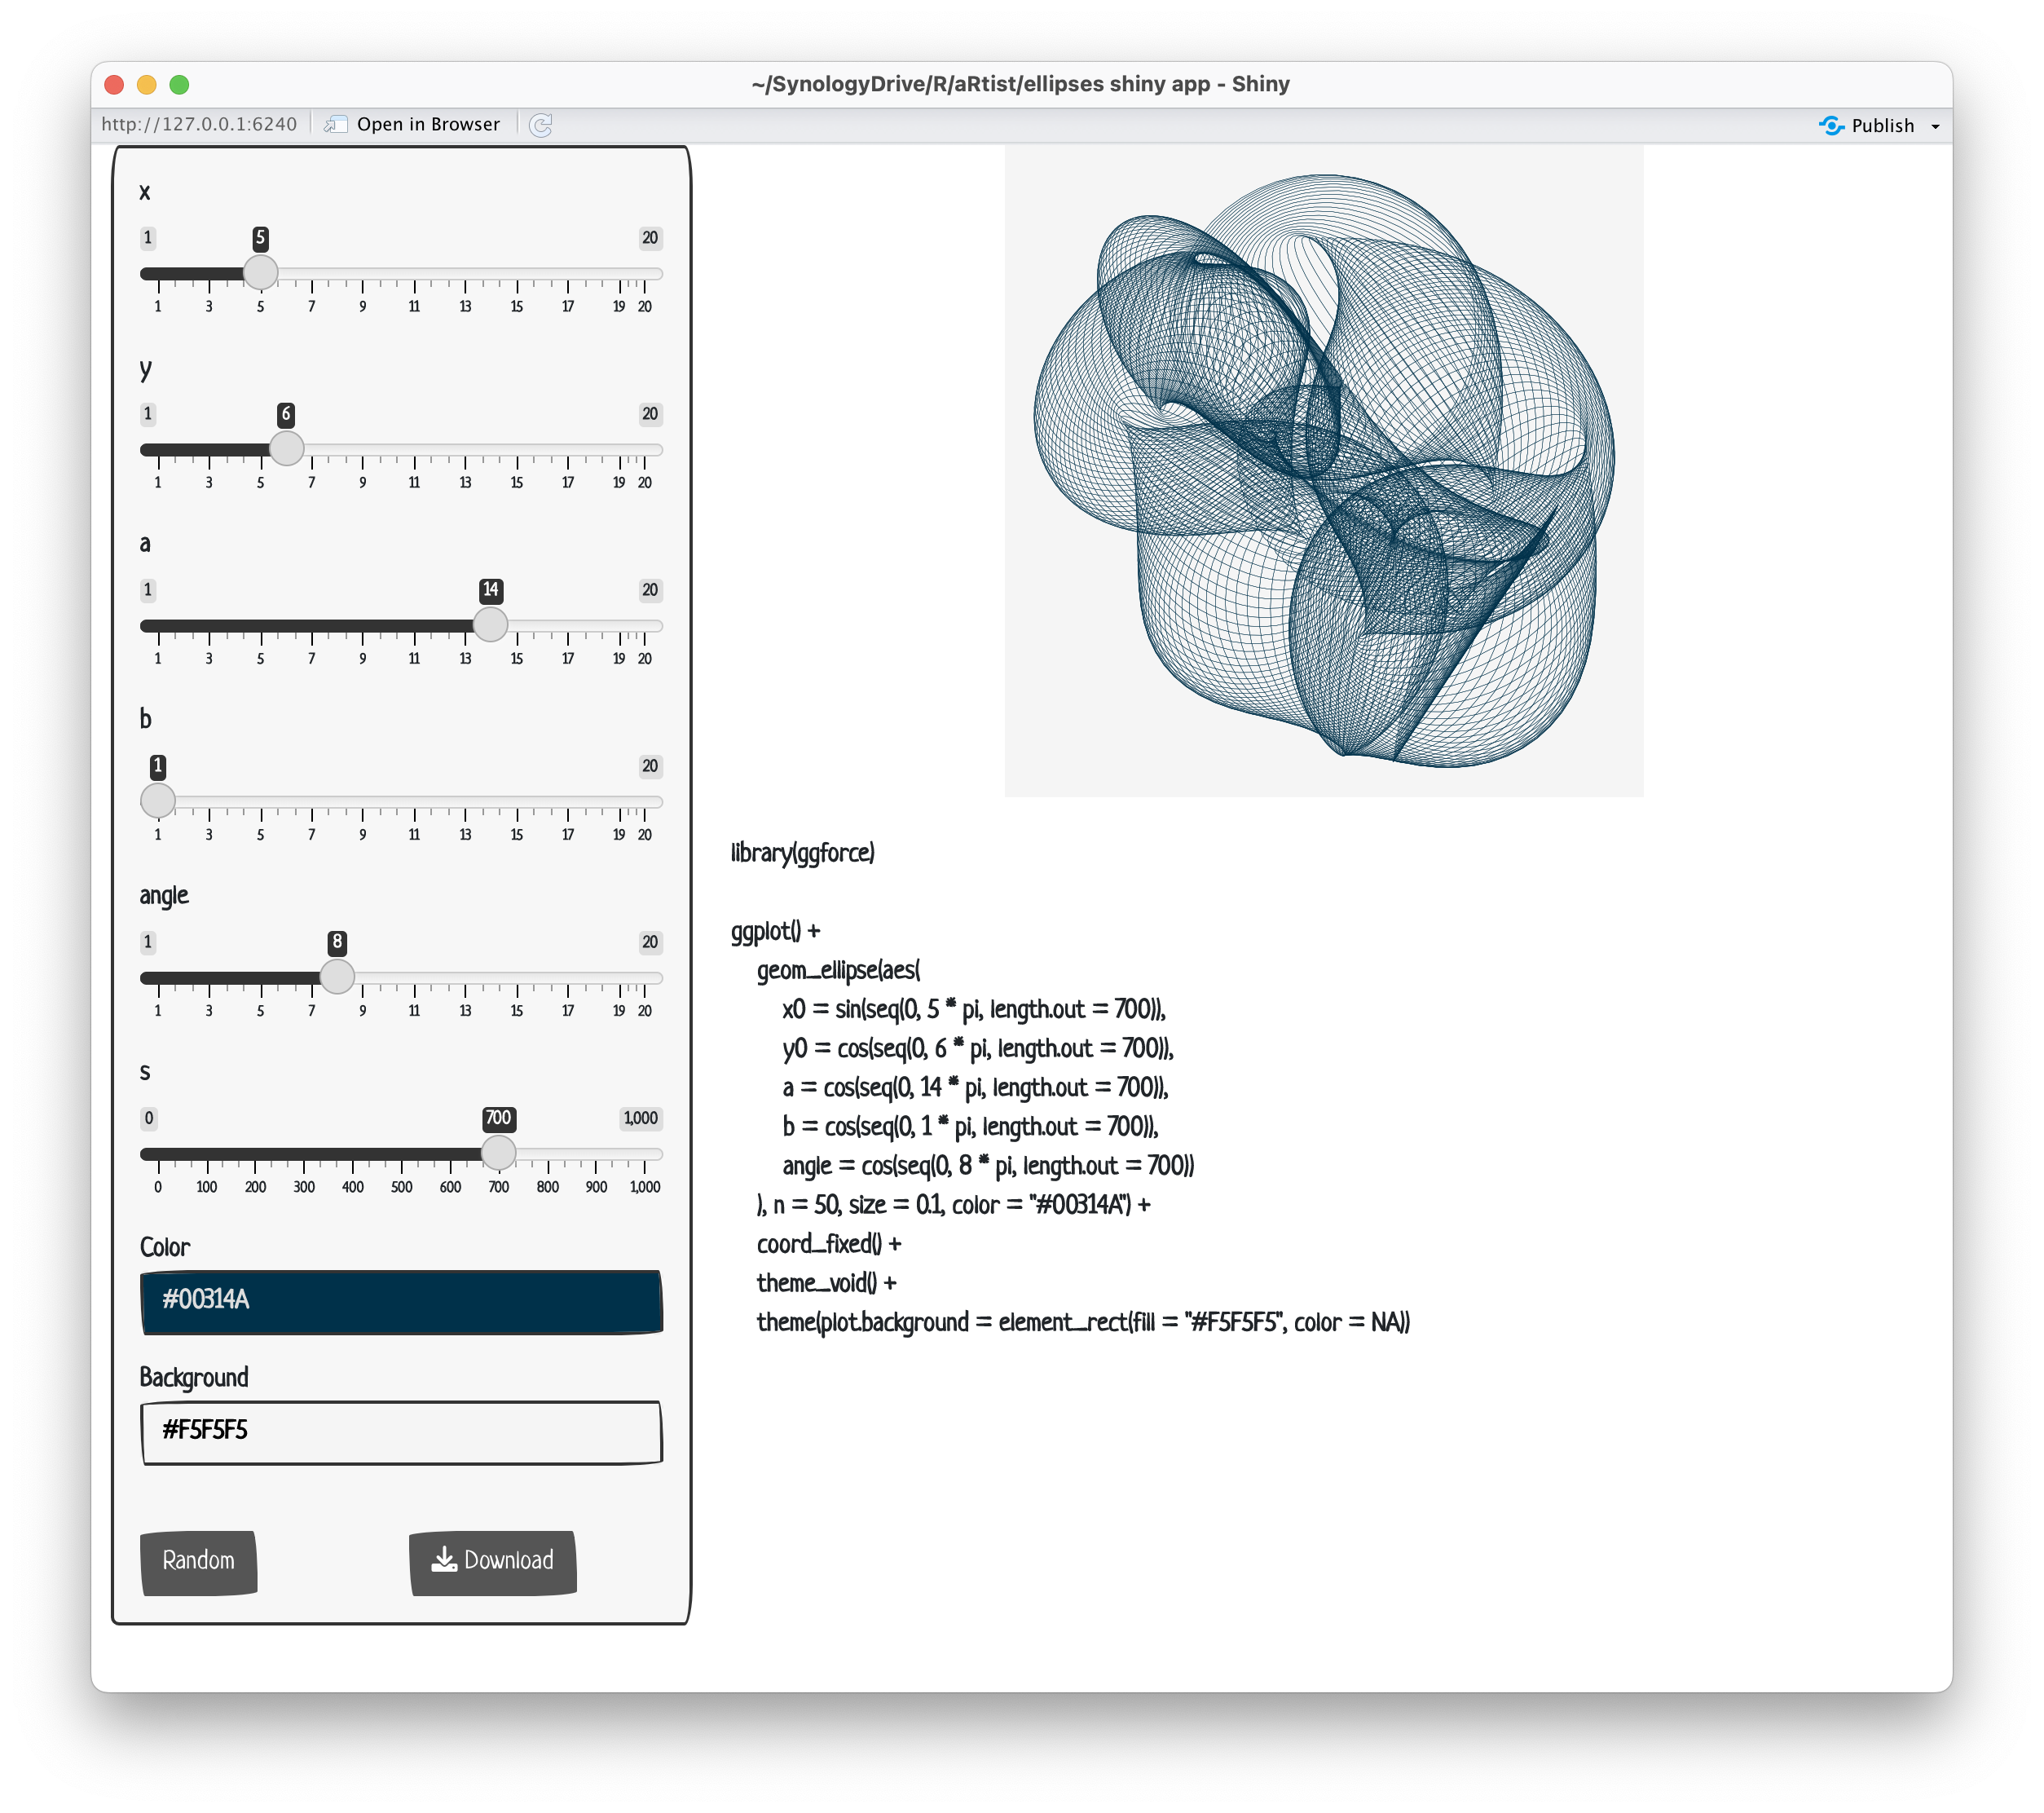 ~/SynologyDrive/R/aRtist/ellipses shiny app - Shiny
http://127.0.0.1:6240 Open in Browser Publish
x
1 5 20
1 3 5 7 9 11 13 15 17 19 20
y
1 6 20
1 3 5 7 9 11 13 15 17 19 20
a
1 14 20
1 3 5 7 9 11 13 15 17 19 20
b
1 20
1 3 5 7 9 11 13 15 17 19 20
angle
1 8 20
1 3 5 7 9 11 13 15 17 19 20
s
0 700 1,000
0 100 200 300 400 500 600 700 800 900 1,000
Color
#00314A
Background
#F5F5F5
Random Download
library(ggforce)
ggplot() +
geom_ellipse(aes(
x0 = sin(seq(0, 5 * pi, length.out = 700)),
y0 = cos(seq(0, 6 * pi, length.out = 700)),
a = cos(seq(0, 14 * pi, length.out = 700)),
b = cos(seq(0, 1 * pi, length.out = 700)),
angle = cos(seq(0, 8 * pi, length.out = 700))
), n = 50, size = 0.1, color = "#00314A") +
coord_fixed() +
theme_void() +
theme(plot.background = element_rect(fill = "#F5F5F5", color = NA))